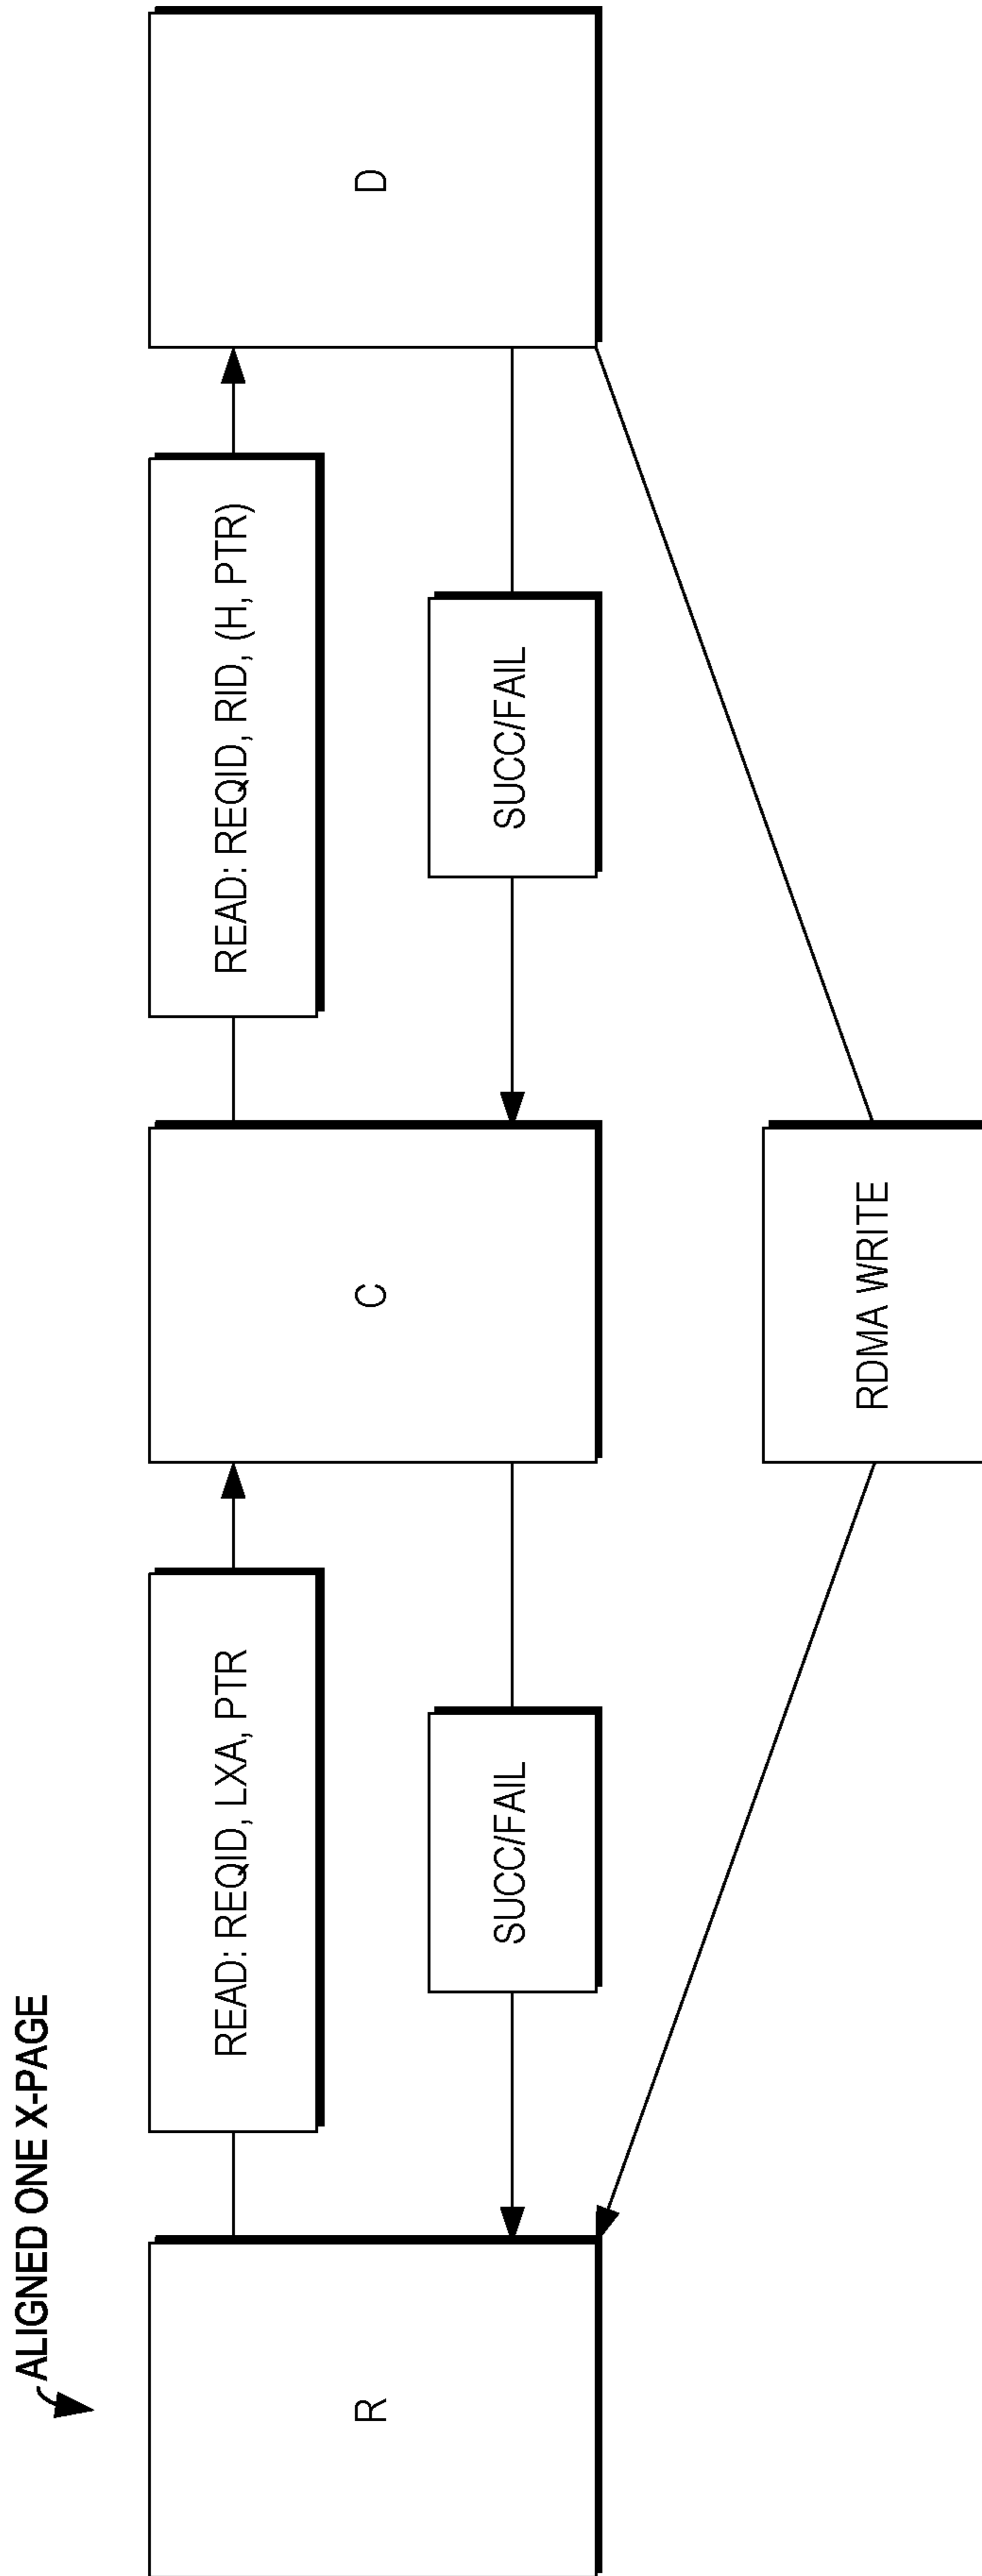 ALIGNED ONE X-PAGE
R
READ: REQID, LXA, PTR
SUCC/FAIL
C
READ: REQID, RID, (H, PTR)
SUCC/FAIL
D
RDMA WRITE